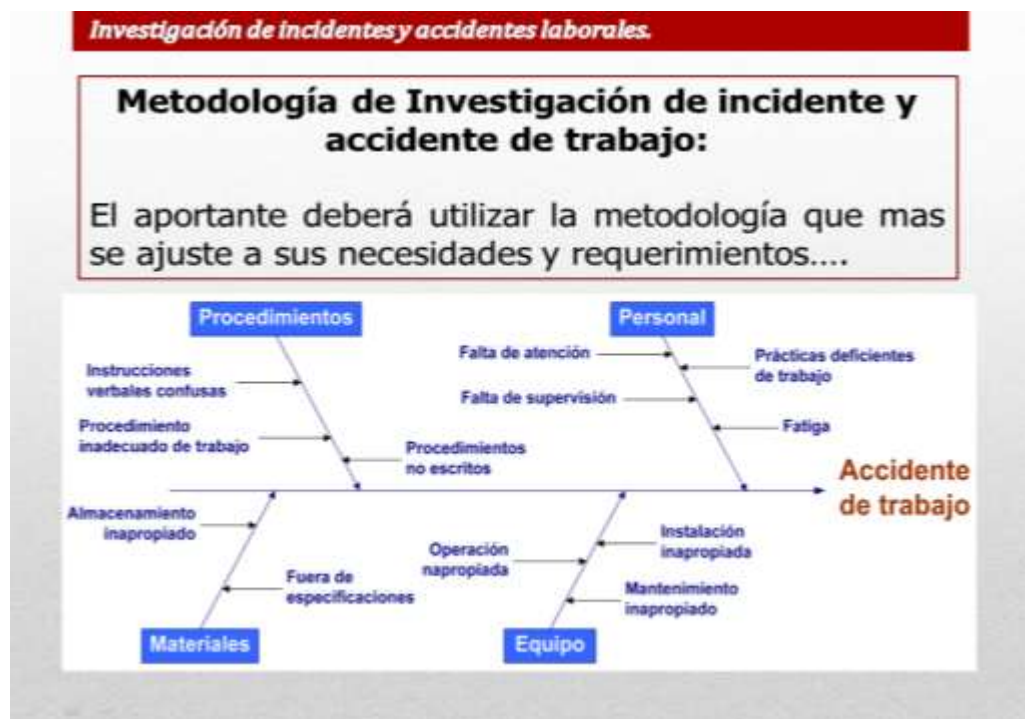 Investigación de incidentes y accidentes laborales.
Metodología de Investigación de incidente y
accidente de trabajo:
El aportante deberá utilizar la metodología que mas
se ajuste a sus necesidades y requerimientos....
Procedimientos
Personal
Falta de atención
Prácticas deficientes
de trabajo
Instrucciones
verbales confusas
Falta de supervisión
Procedimiento
inadecuado de trabajo
Fatiga
Procedimientos
no escritos
Accidente
de trabajo
Almacenamiento
inapropiado
Instalación
inapropiada
Operación
napropiada
Fuera de
especificaciones
Mantenimiento
inapropiado
Materiales
Equipo